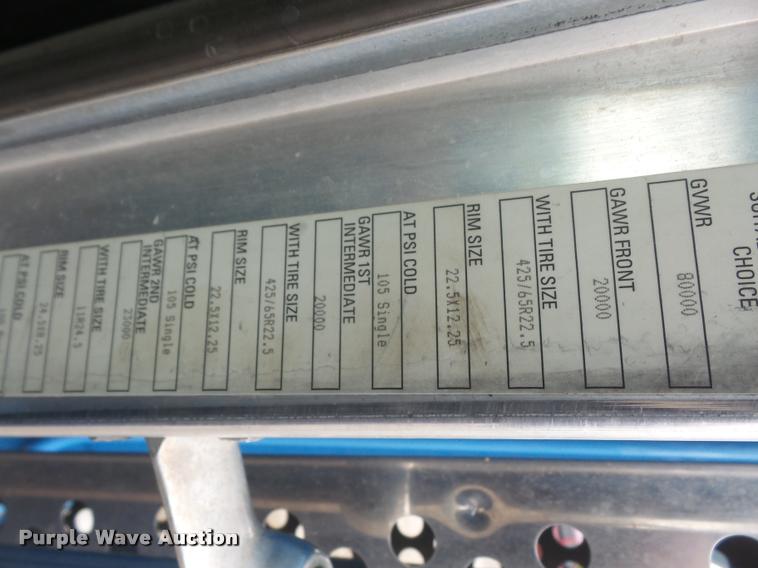 CHOICE
GVWR
80000
GAWR FRONT
20000
WITH TIRE SIZE
425/65R22.5
RIM SIZE
22.5X12.25
AT PSI COLD
105 Single
GAWR 1ST
INTERMEDIATE
20000
WITH TIRE SIZE
425/65R22.5
RIM SIZE
22.5X12.25
AT PSI COLD
105 Single
GAWR 2ND
INTERMEDIATE
23000
WITH TIRE SIZE
11R24.5
RIM SIZE
24.5X8.25
AT PSI COLD
Purple Wave Auction